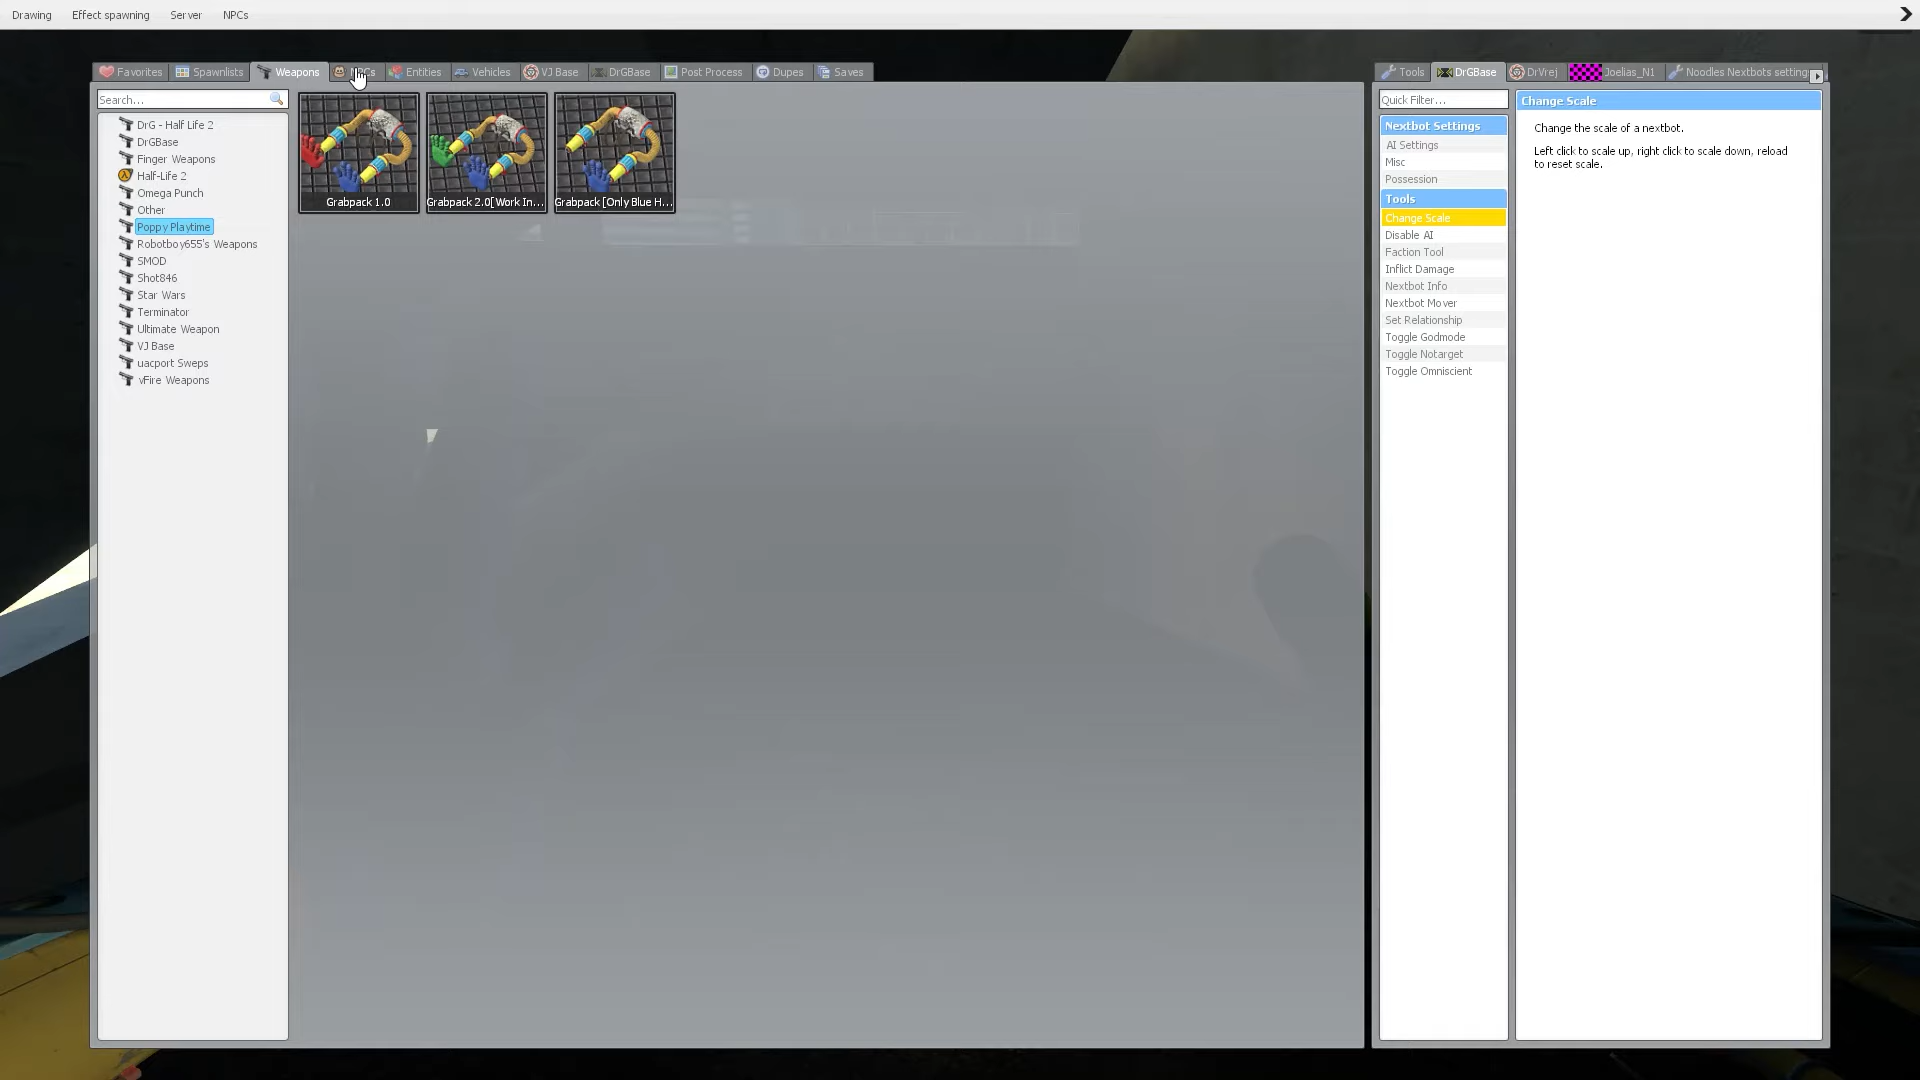 Drawing Effect spawning Server NPCs
Favorites Spawnlists Weapons NPCs Entities Vehicles VJ Base DrGBase Post Process Dupes Saves
Tools DrGBase DrVrej Joelias_N1 Noodles Nextbots setting
Search...
DrG - Half Life 2
DrGBase
Finger Weapons
Half-Life 2
Omega Punch
Other
Poppy Playtime
Robotboy655's Weapons
SMOD
Shot846
Star Wars
Terminator
Ultimate Weapon
VJ Base
uacport Sweps
vFire Weapons
Grabpack 1.0
Grabpack 2.0[Work In...
Grabpack [Only Blue H...
Quick Filter...
Nextbot Settings
AI Settings
Misc
Possession
Tools
Change Scale
Disable AI
Faction Tool
Inflict Damage
Nextbot Info
Nextbot Mover
Set Relationship
Toggle Godmode
Toggle Notarget
Toggle Omniscient
Change Scale
Change the scale of a nextbot.
Left click to scale up, right click to scale down, reload
to reset scale.